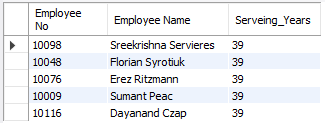 Employee No Employee Name Serveing_Years
10098 Sreekrishna Servieres 39
10048 Florian Syrotiuk 39
10076 Erez Ritzmann 39
10009 Sumant Peac 39
10116 Dayanand Czap 39